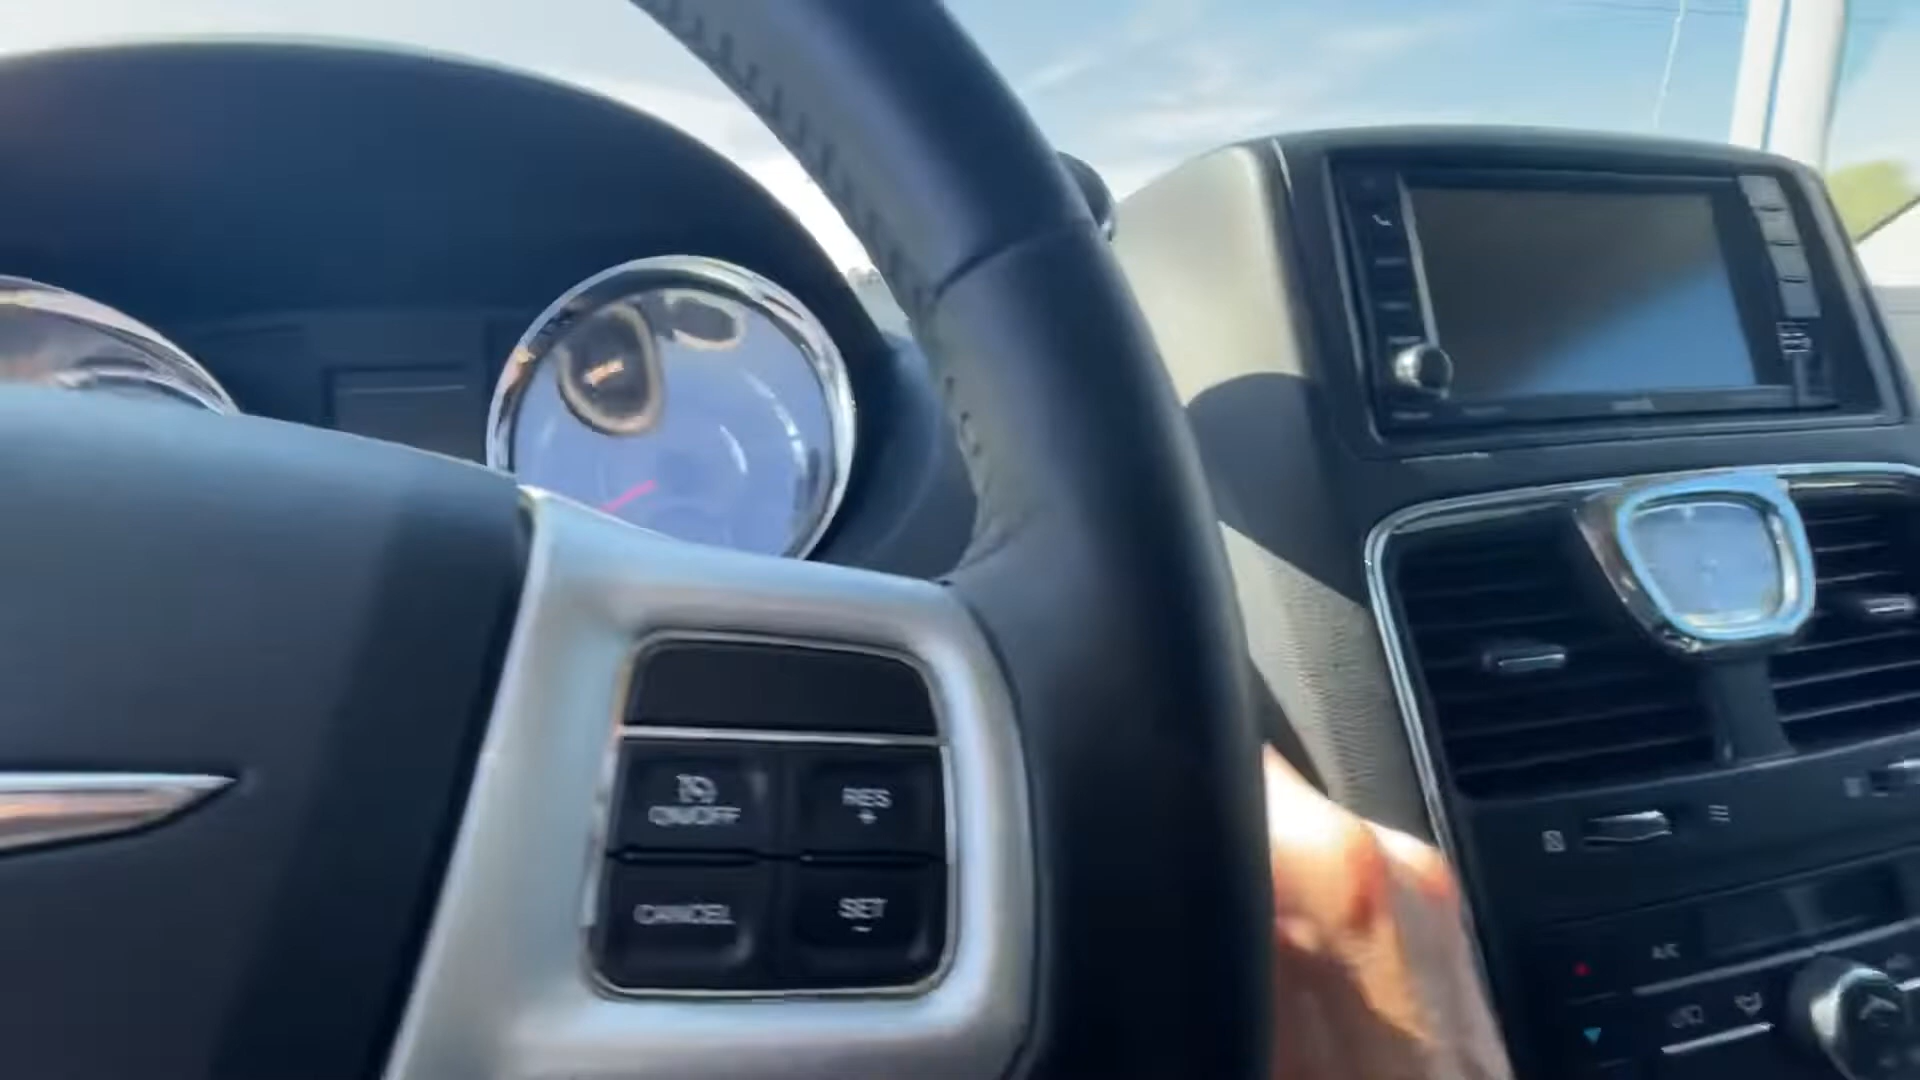 ON/OFF
RES
+
CANCEL
SET
-
A/C